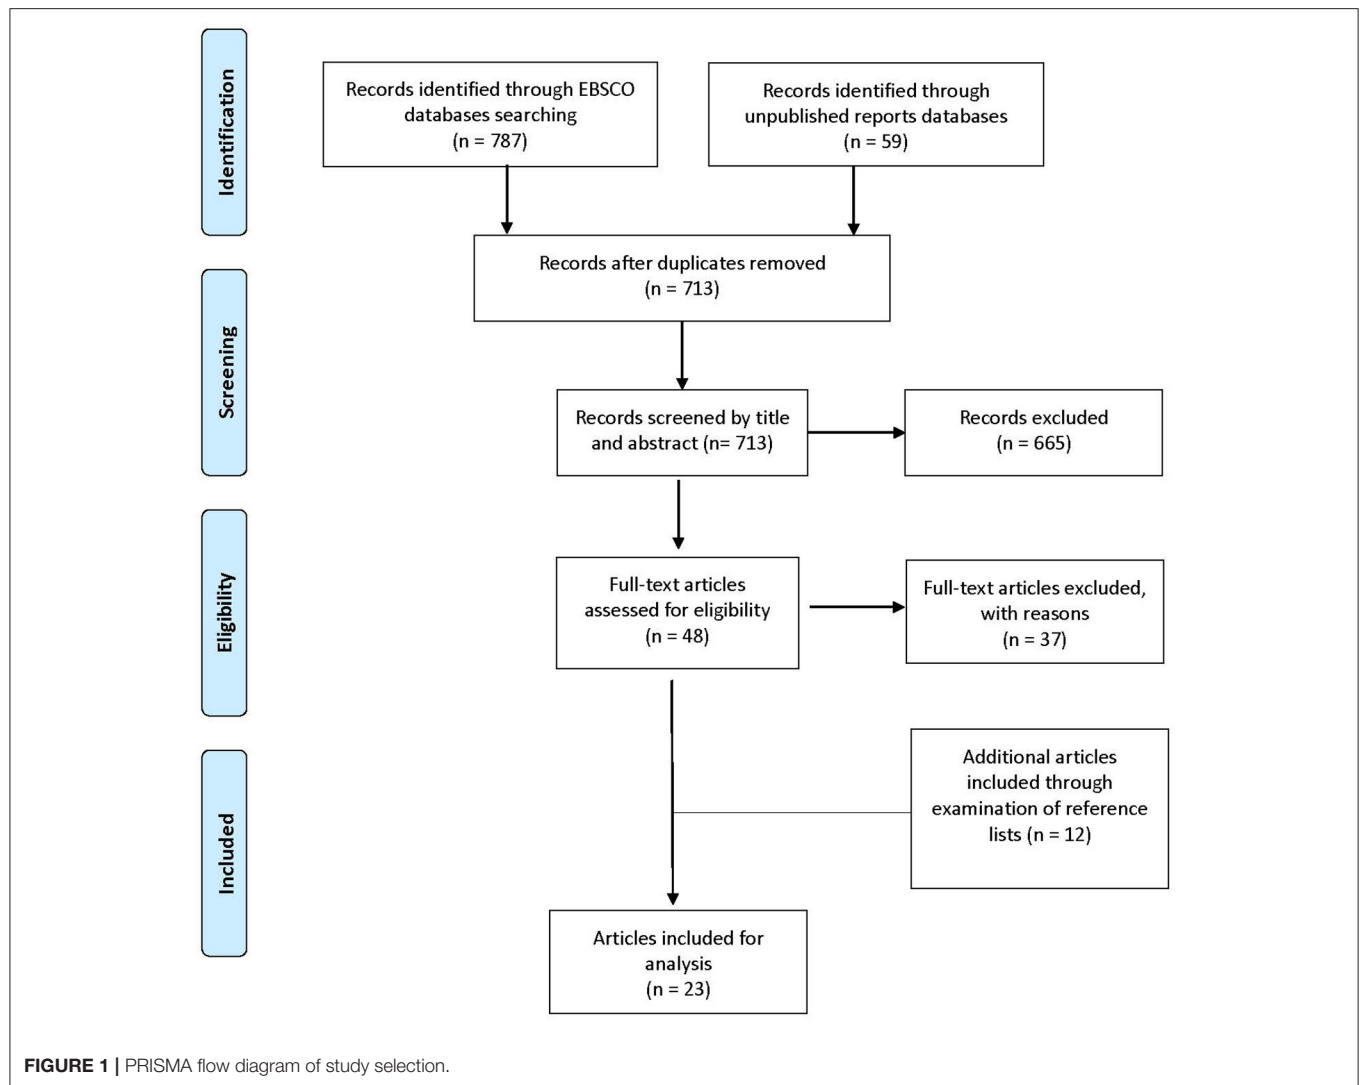 Identification
Records identified through EBSCO
databases searching
(n = 787)
Records identified through
unpublished reports databases
(n = 59)
Records after duplicates removed
(n = 713)
Screening
Records screened by title
and abstract (n= 713)
Records excluded
(n = 665)
Eligibility
Full-text articles
assessed for eligibility
(n = 48)
Full-text articles excluded,
with reasons
(n = 37)
Included
Additional articles
included through
examination of reference
lists (n = 12)
Articles included for
analysis
(n = 23)
FIGURE 1 | PRISMA flow diagram of study selection.